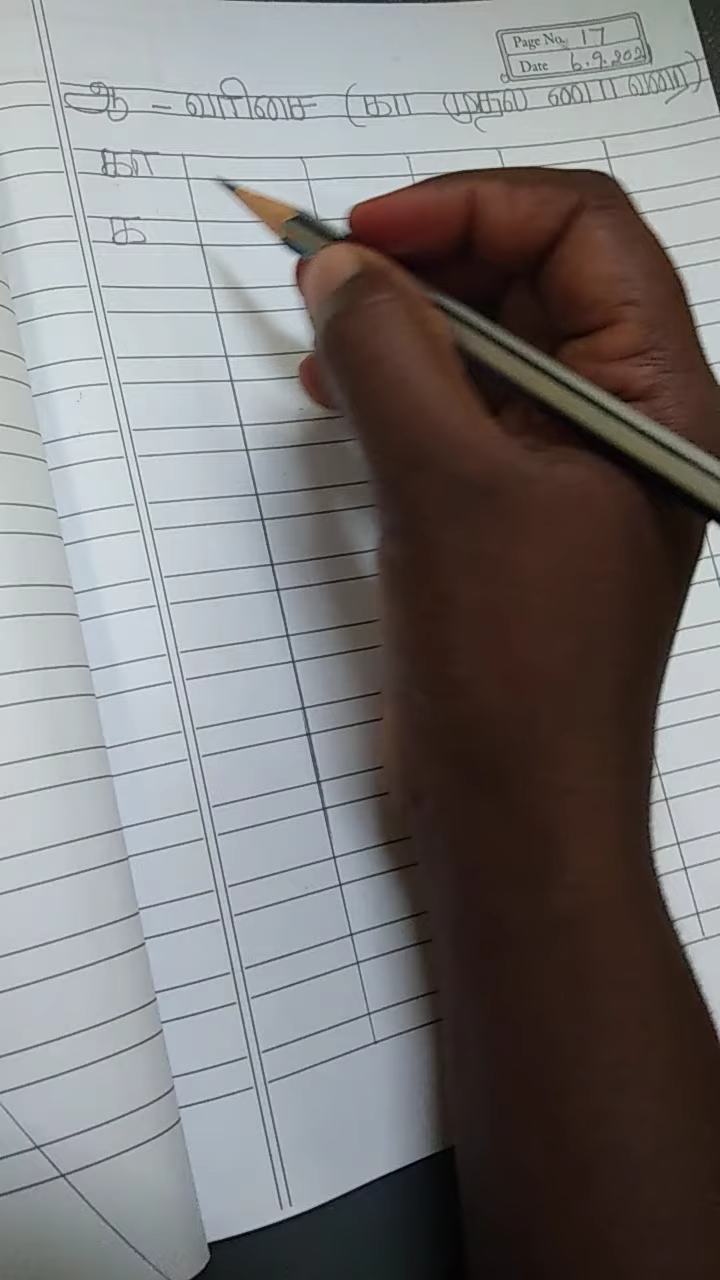 Page No. 17
Date 6.9.202
ஆ - வரிசை (கா முதல் னா வரை)
கா
க